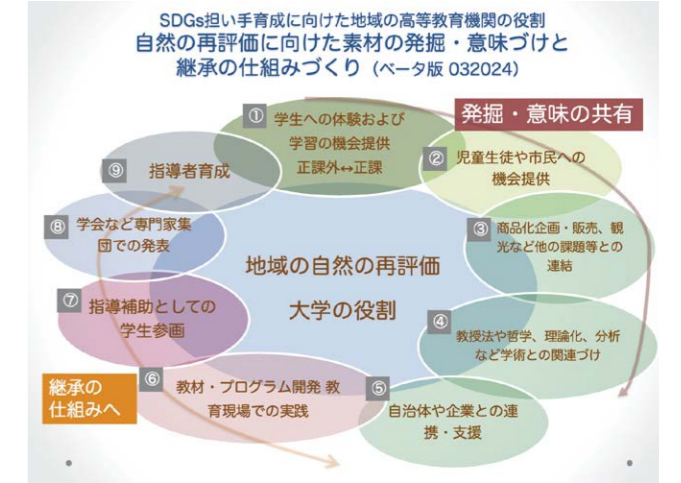 SDGs担い手育成に向けた地域の高等教育機関の役割
自然の再評価に向けた素材の発掘・意味づけと
継承の仕組みづくり（ベータ版 032024）
発掘・意味の共有
①
学生への体験および
学習の機会提供
正課外↔正課
②
児童生徒や市民への
機会提供
③
商品化企画・販売、観
光など他の課題等との
連結
④
教授法や哲学、理論化、分析
など学術との関連づけ
⑤
自治体や企業との連
携・支援
⑥
教材・プログラム開発 教
育現場での実践
⑦
指導補助としての
学生参画
⑧
学会など専門家集
団での発表
⑨
指導者育成
地域の自然の再評価
大学の役割
継承の
仕組みへ